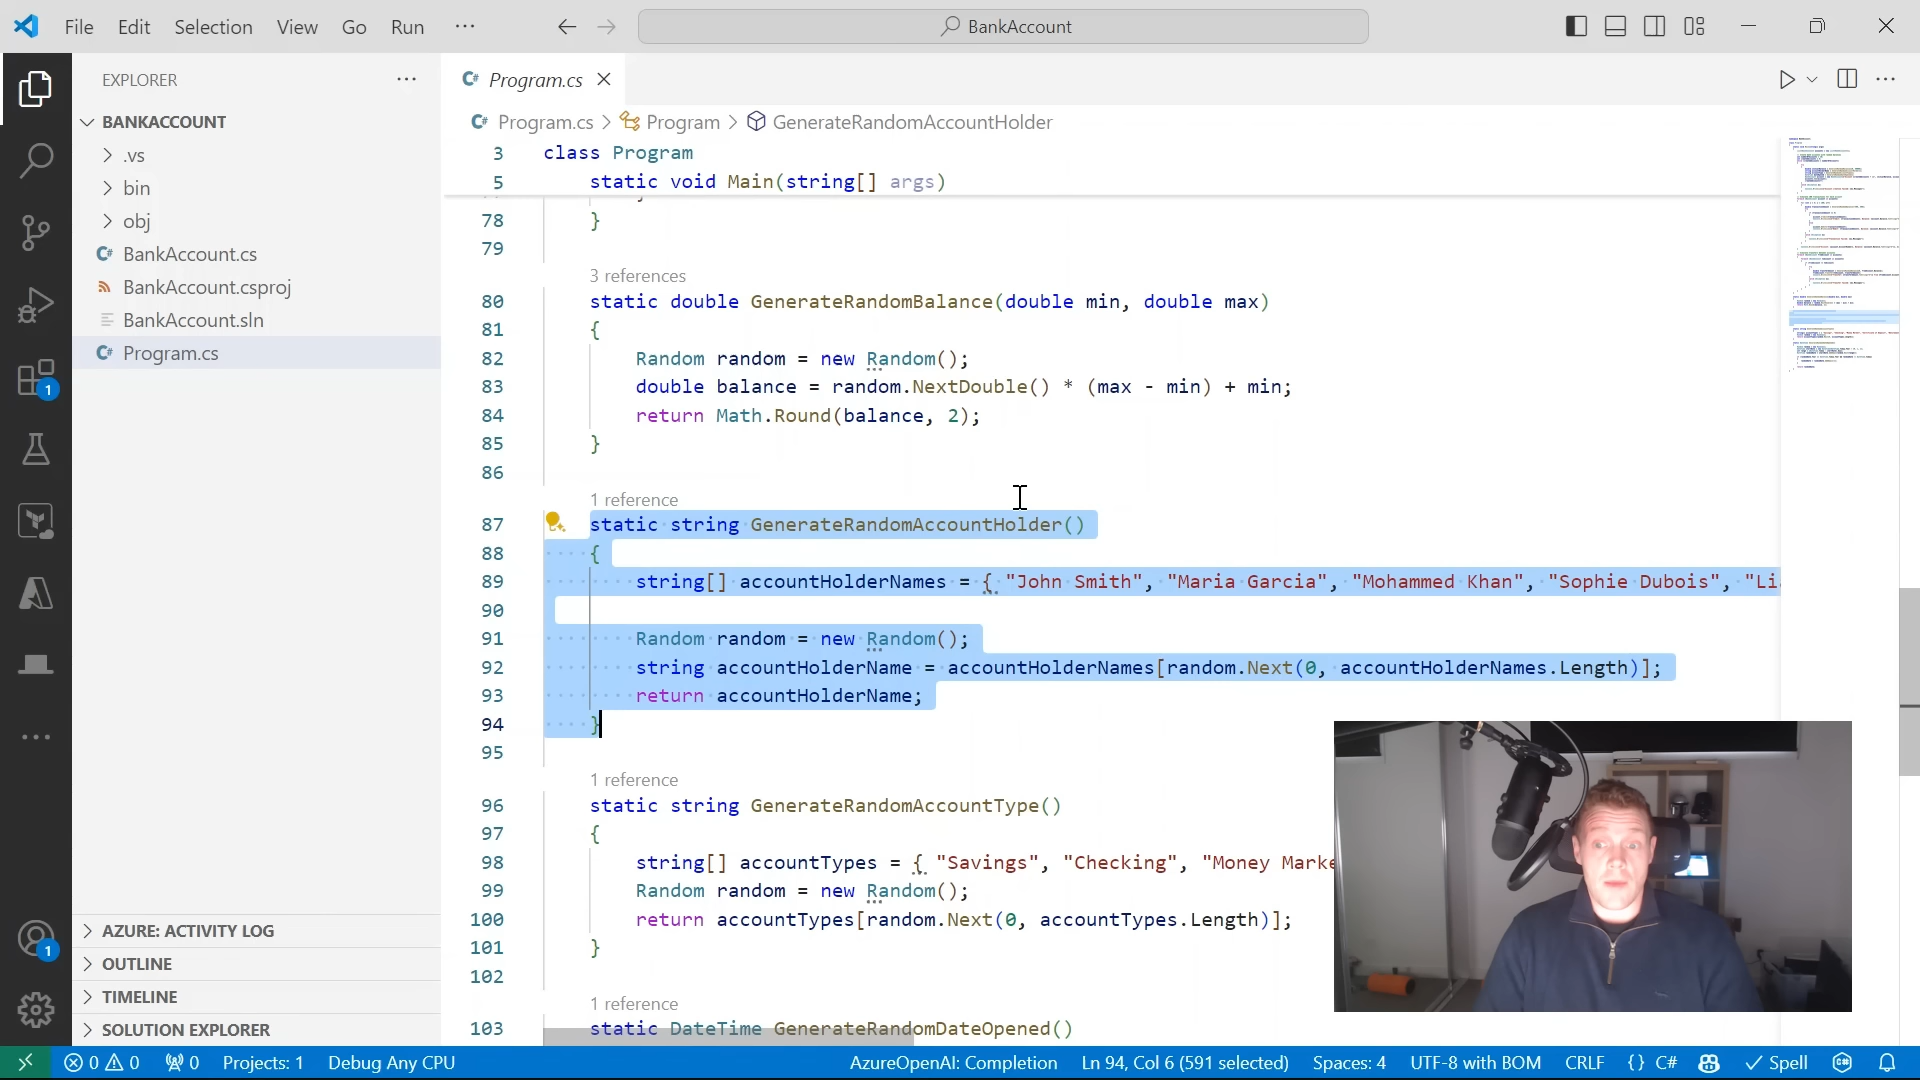 File Edit Selection View Go Run ···
BankAccount
EXPLORER
BANKACCOUNT
.vs
bin
obj
BankAccount.cs
BankAccount.csproj
BankAccount.sln
Program.cs
AZURE: ACTIVITY LOG
OUTLINE
TIMELINE
SOLUTION EXPLORER
1
1
C# Program.cs
C# Program.cs > Program > GenerateRandomAccountHolder
3 class Program
5 static void Main(string[] args)
78 }
79
3 references
80 static double GenerateRandomBalance(double min, double max)
81 {
82 Random random = new Random();
83 double balance = random.NextDouble() * (max - min) + min;
84 return Math.Round(balance, 2);
85 }
86
1 reference
87 static string GenerateRandomAccountHolder()
88 {
89 string[] accountHolderNames = { "John Smith", "Maria Garcia", "Mohammed Khan", "Sophie Dubois", "Li
90
91 Random random = new Random();
92 string accountHolderName = accountHolderNames[random.Next(0, accountHolderNames.Length)];
93 return accountHolderName;
94 }
95
1 reference
96 static string GenerateRandomAccountType()
97 {
98 string[] accountTypes = { "Savings", "Checking", "Money Marke
99 Random random = new Random();
100 return accountTypes[random.Next(0, accountTypes.Length)];
101 }
102
1 reference
103 static DateTime GenerateRandomDateOpened()
0 0 0 Projects: 1 Debug Any CPU AzureOpenAI: Completion Ln 94, Col 6 (591 selected) Spaces: 4 UTF-8 with BOM CRLF {} C# Spell